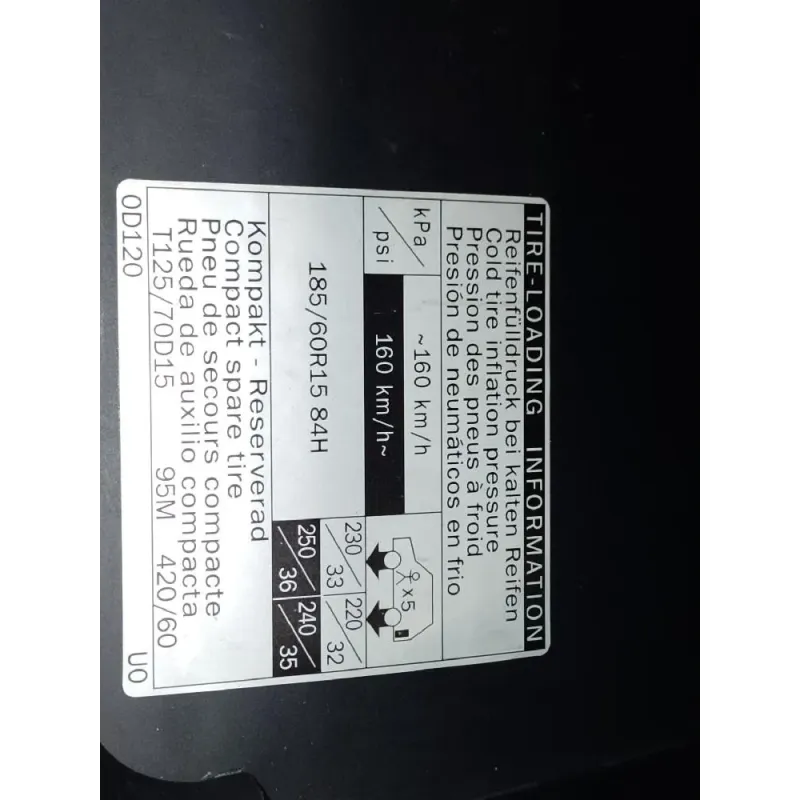 TIRE-LOADING INFORMATION
Reifenfülldruck bei kalten Reifen
Cold tire inflation pressure
Pression des pneus à froid
Presión de neumáticos en frio
kPa/psi
~160 km/h
160 km/h~
x5
185/60R15 84H
230/33 220/32
250/36 240/35
Kompakt - Reserverad
Compact spare tire
Pneu de secours compacte
Rueda de auxilio compacta
T125/70D15 95M 420/60
0D120 U0